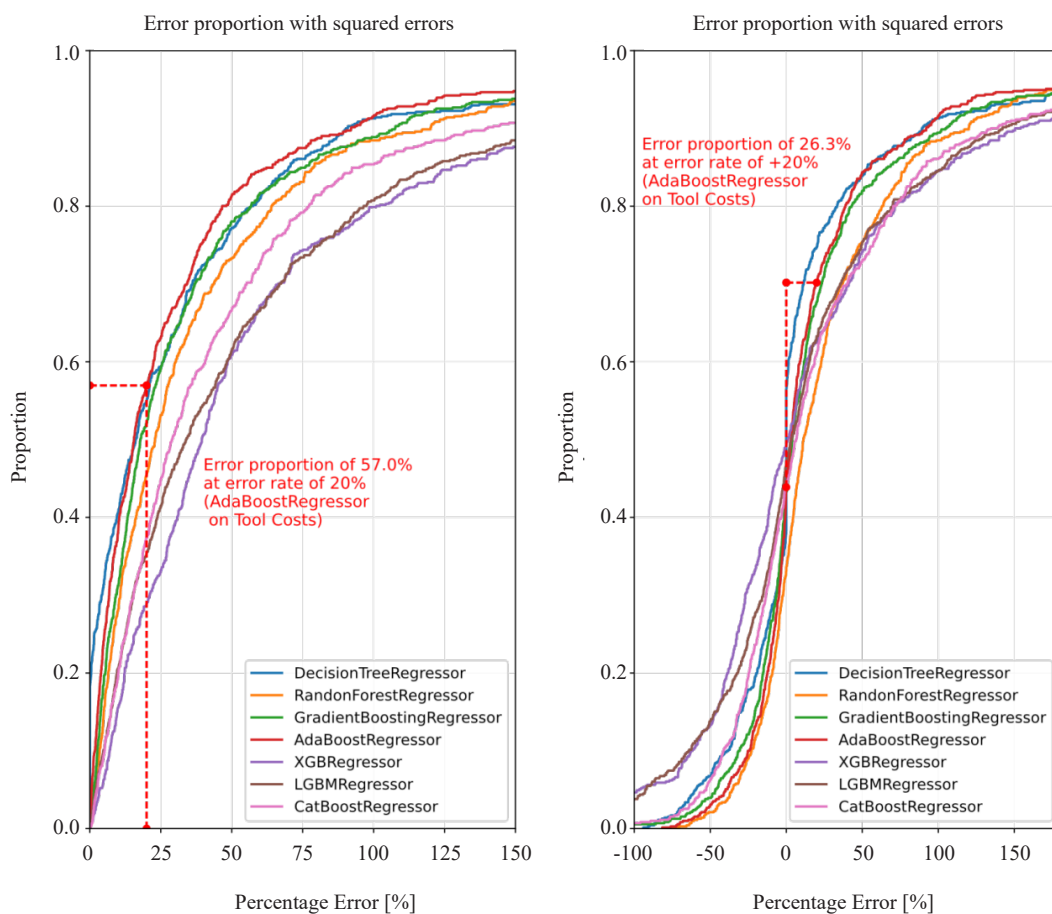 Error proportion with squared errors
1.0
0.8
0.6
0.4
0.2
0.0
Proportion
Error proportion of 57.0%
at error rate of 20%
(AdaBoostRegressor
on Tool Costs)
DecisionTreeRegressor
RandonForestRegressor
GradientBoostingRegressor
AdaBoostRegressor
XGBRegressor
LGBMRegressor
CatBoostRegressor
0 25 50 75 100 125 150
Percentage Error [%]
Error proportion with squared errors
1.0
0.8
0.6
0.4
0.2
0.0
Proportion
Error proportion of 26.3%
at error rate of +20%
(AdaBoostRegressor
on Tool Costs)
DecisionTreeRegressor
RandonForestRegressor
GradientBoostingRegressor
AdaBoostRegressor
XGBRegressor
LGBMRegressor
CatBoostRegressor
-100 -50 0 50 100 150
Percentage Error [%]